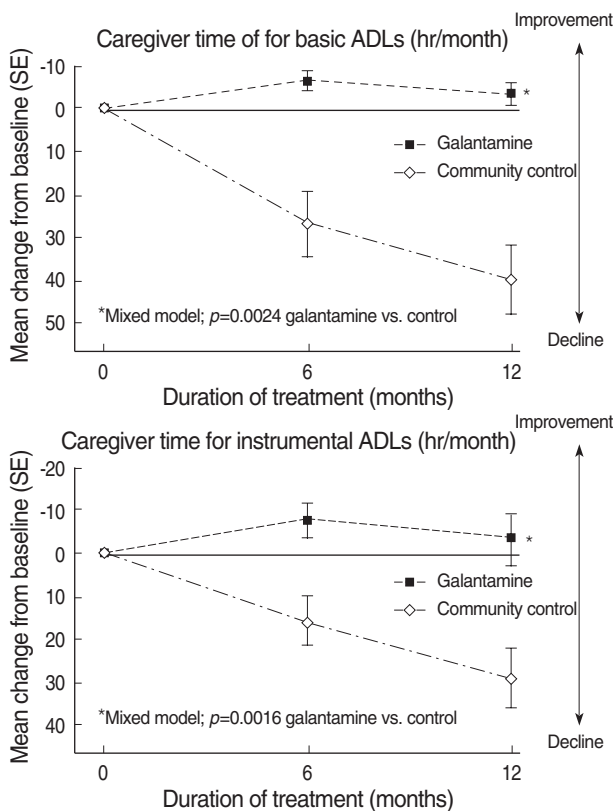 Improvement
Caregiver time of for basic ADLs (hr/month)
Mean change from baseline (SE)
-10
0
10
20
30
40
50
*
Galantamine
Community control
*Mixed model; p=0.0024 galantamine vs. control
Decline
0
6
12
Duration of treatment (months)
Improvement
Caregiver time for instrumental ADLs (hr/month)
Mean change from baseline (SE)
-20
10
0
10
20
30
40
*
Galantamine
Community control
*Mixed model; p=0.0016 galantamine vs. control
Decline
0
6
12
Duration of treatment (months)